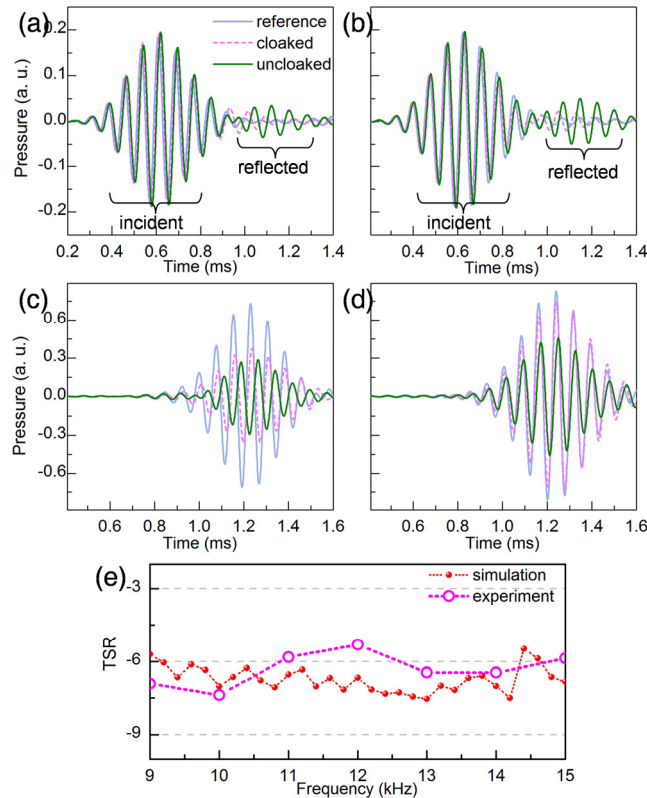 (a)
reference
cloaked
uncloaked
0.2
0.1
0.0
-0.1
-0.2
Pressure (a. u.)
incident
reflected
0.2 0.4 0.6 0.8 1.0 1.2 1.4
Time (ms)
(b)
incident
reflected
0.4 0.6 0.8 1.0 1.2 1.4
Time (ms)
(c)
0.6
0.3
0.0
-0.3
-0.6
Pressure (a. u.)
0.6 0.8 1.0 1.2 1.4 1.6
Time (ms)
(d)
0.6 0.8 1.0 1.2 1.4 1.6
Time (ms)
(e)
simulation
experiment
-3
-6
-9
TSR
9 10 11 12 13 14 15
Frequency (kHz)